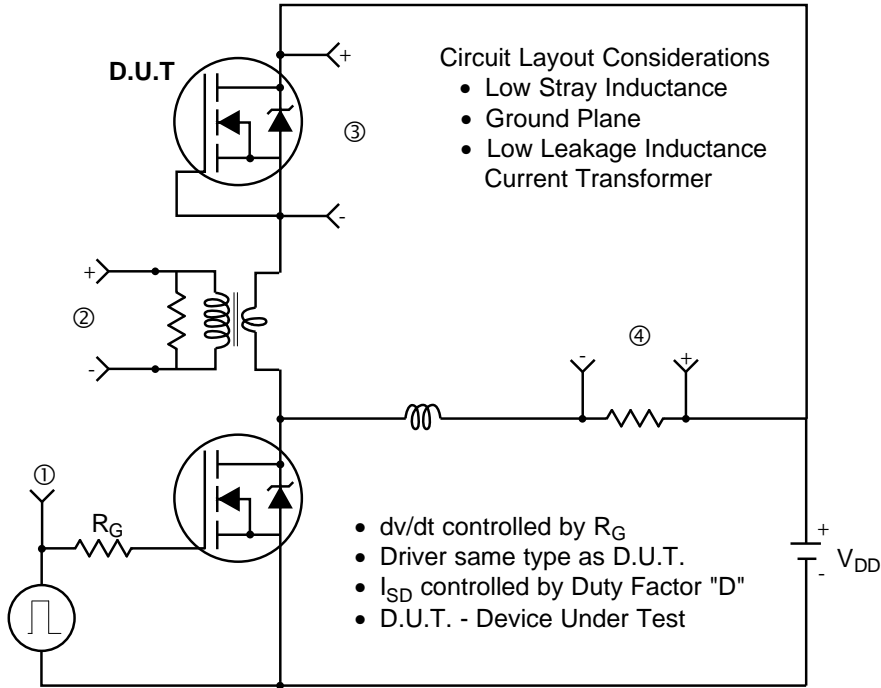 D.U.T
+
-
③
Circuit Layout Considerations
• Low Stray Inductance
• Ground Plane
• Low Leakage Inductance
Current Transformer
+
②
-
④
-
+
①
R_G
• dv/dt controlled by R_G
• Driver same type as D.U.T.
• I_SD controlled by Duty Factor "D"
• D.U.T. - Device Under Test
+
-
V_DD